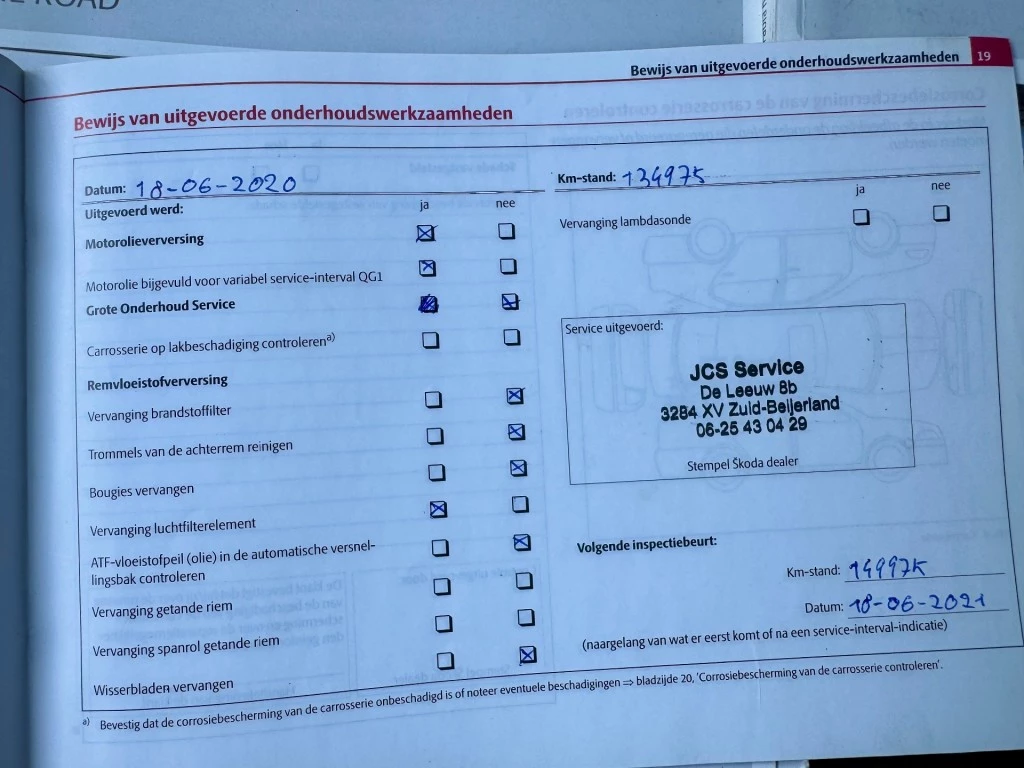 E ROAD
Bewijs van uitgevoerde onderhoudswerkzaamheden 19
Bewijs van uitgevoerde onderhoudswerkzaamheden
Datum: 18-06-2020
Km-stand: 134975
Uitgevoerd werd:
ja nee
ja nee
Motorolieverversing
Vervanging lambdasonde
Motorolie bijgevuld voor variabel service-interval QG1
Grote Onderhoud Service
Carrosserie op lakbeschadiging controleren a)
Remvloeistofverversing
Vervanging brandstoffilter
Trommels van de achterrem reinigen
Bougies vervangen
Vervanging luchtfilterelement
ATF-vloeistofpeil (olie) in de automatische versnel-
lingsbak controleren
Vervanging getande riem
Vervanging spanrol getande riem
Wisserbladen vervangen
Service uitgevoerd:
JCS Service
De Leeuw 8b
3284 XV Zuid-Beijerland
06-25 43 04 29
Stempel Škoda dealer
Volgende inspectiebeurt:
Km-stand: 14997K
Datum: 18-06-2021
(naargelang van wat er eerst komt of na een service-interval-indicatie)
a) Bevestig dat de corrosiebescherming van de carrosserie onbeschadigd is of noteer eventuele beschadigingen ⇒ bladzijde 20, 'Corrosiebescherming van de carrosserie controleren'.